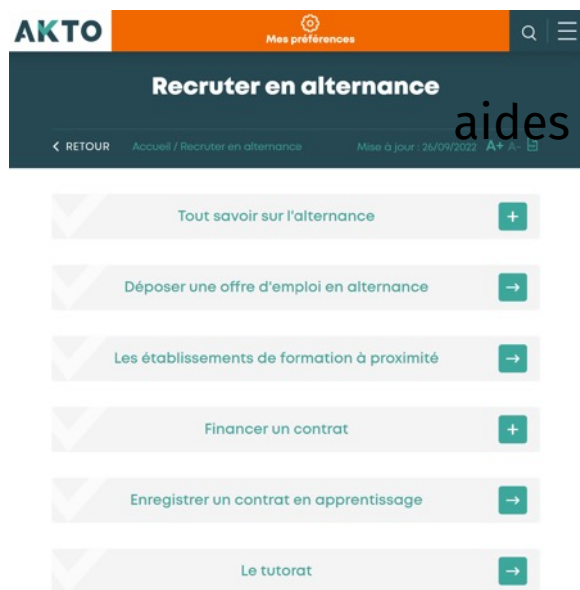 AKTO
Mes préférences
Recruter en alternance
aides
RETOUR Accueil / Recruter en alternance Mise à jour : 26/09/2022 A+ A-
Tout savoir sur l'alternance
Déposer une offre d'emploi en alternance
Les établissements de formation à proximité
Financer un contrat
Enregistrer un contrat en apprentissage
Le tutorat